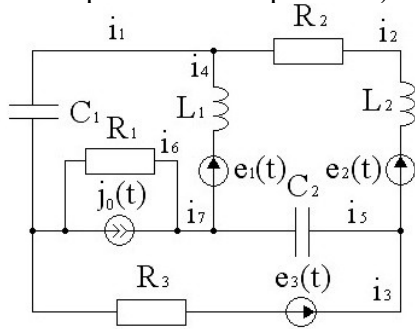 i₁
R₂
i₂
i₄
L₁
L₂
C₁
R₁
i₆
e₁(t)
C₂
e₂(t)
j₀(t)
i₇
i₅
R₃
e₃(t)
i₃